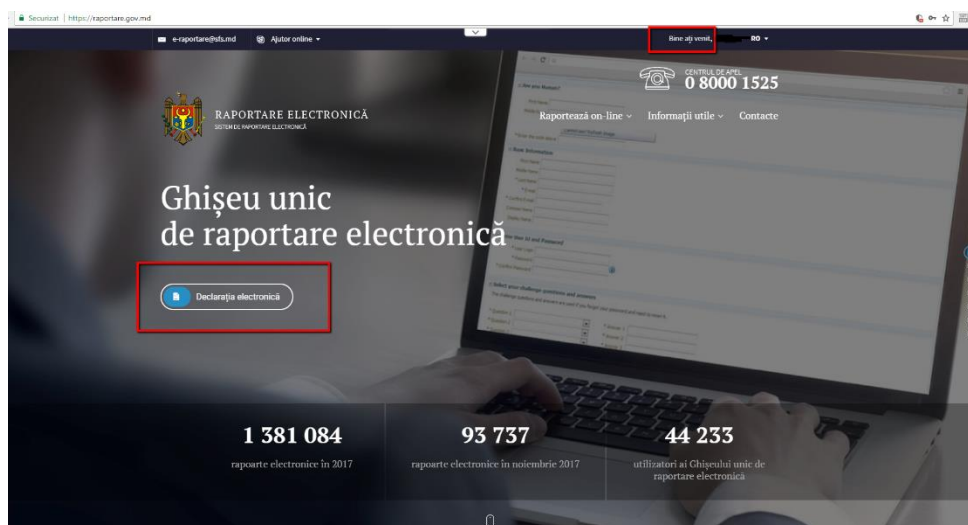 Securizat | https://raportare.gov.md
e-raportare@sfs.md
Ajutor online
Bine ați venit,
RO
CENTRUL DE APEL
0 8000 1525
RAPORTARE ELECTRONICĂ
SISTEM DE RAPORTARE ELECTRONICĂ
Raportează on-line
Informații utile
Contacte
Ghișeu unic
de raportare electronică
Declarația electronică
1 381 084
rapoarte electronice în 2017
93 737
rapoarte electronice în noiembrie 2017
44 233
utilizatori ai Ghișeului unic de
raportare electronică